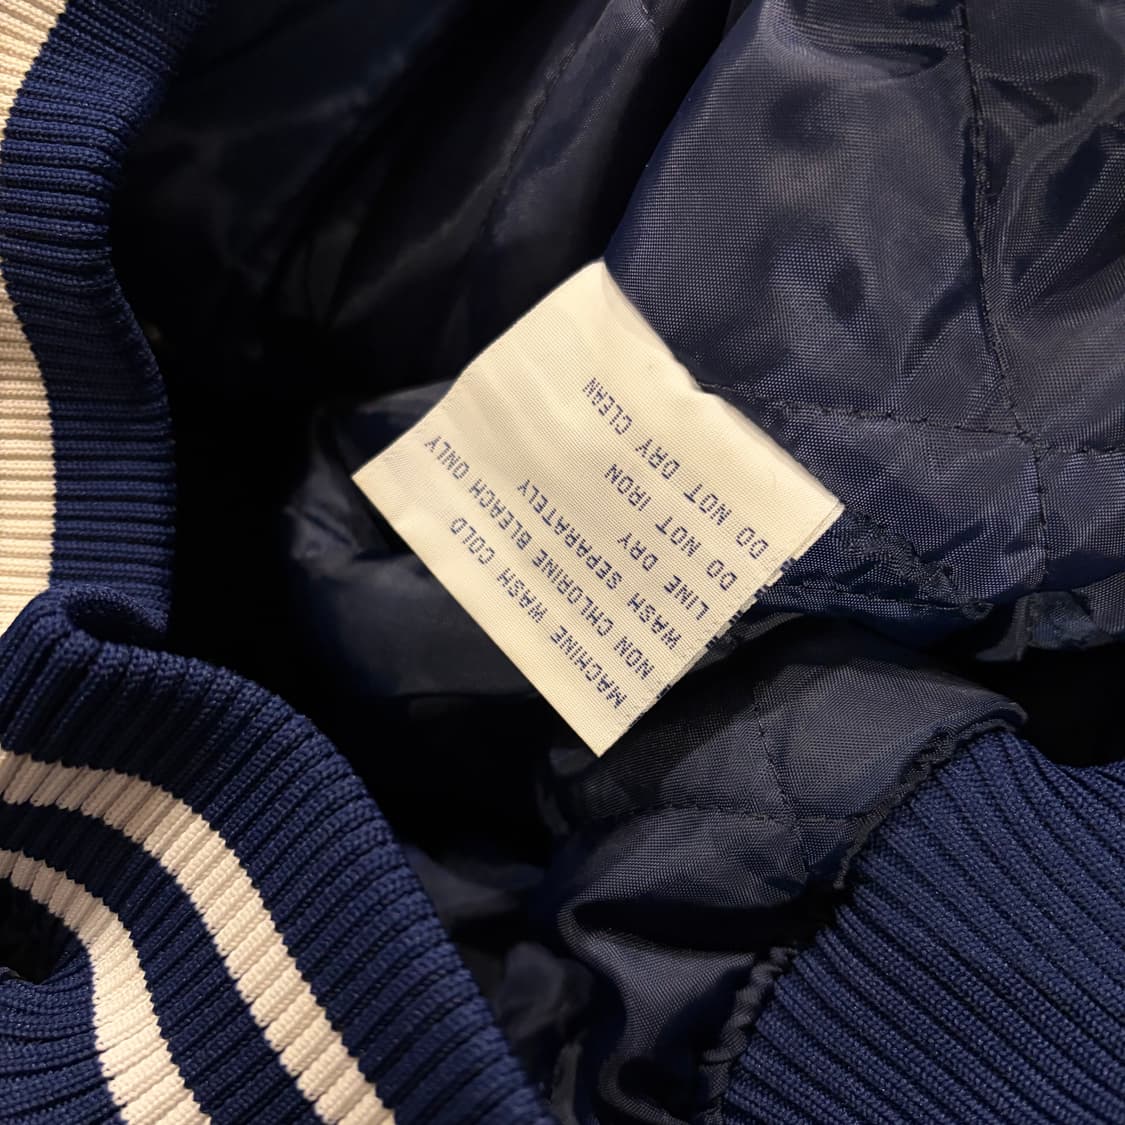 MACHINE WASH COLD
NON CHLORINE BLEACH ONLY
WASH SEPARATELY
LINE DRY
DO NOT IRON
DO NOT DRY CLEAN